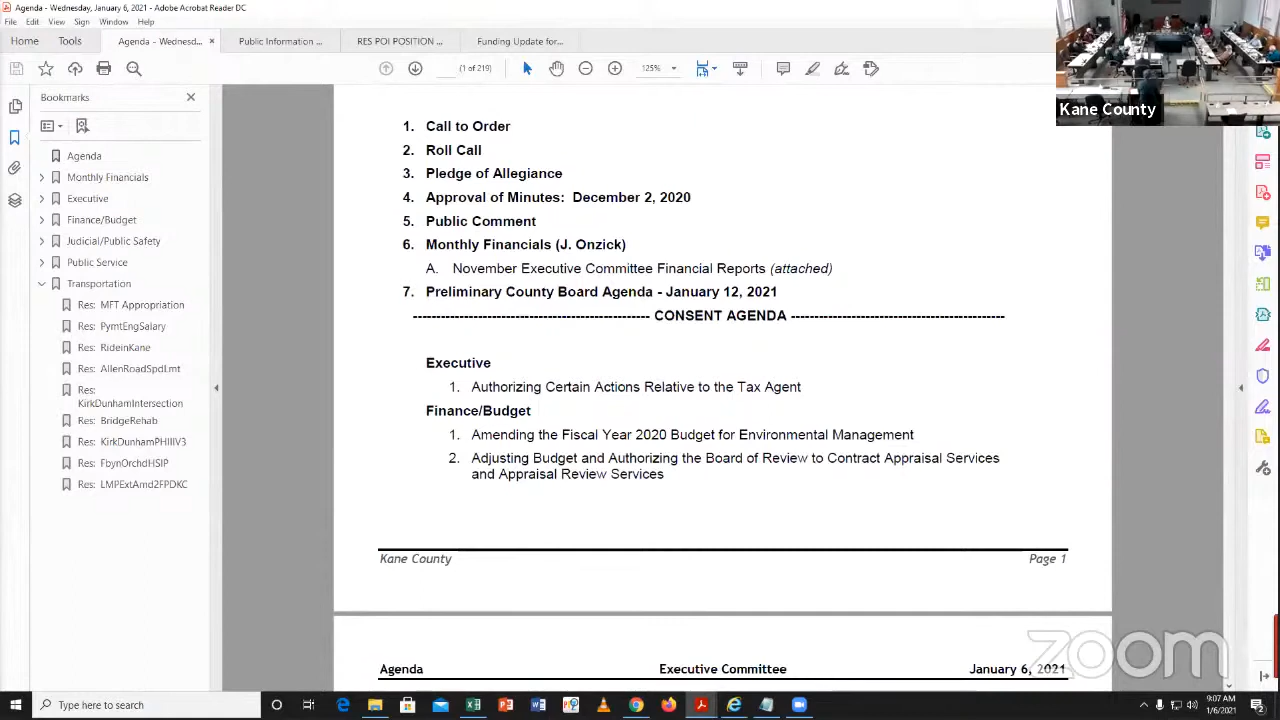 Agenda - Wednesday, January 6, 2021 - Adobe Acrobat Reader DC
File Edit View Sign Window Help
Home Tools Agenda - Wednesd... × Public Information ... RES POI POSITION ... Funding Update for...
(1 of 219) 125%
Kane County
Bookmarks
Agenda
Monthly Financials
Executive
Finance/Budget
Judicial/Public Safety
Public Service
Transportation
Res: MFT Appropriation
Res: PymtEngSalary
Res: RideinKane
Res: AllenRoadSpdLmt
Res:
KirkDunhamIntersection
Res: BridgeRehab
Res: KirkDunhamPHIIIV3
Res: FbynOrchdHSIP
Res: LMPExtAmd2FPDKC
1. Call to Order
2. Roll Call
3. Pledge of Allegiance
4. Approval of Minutes: December 2, 2020
5. Public Comment
6. Monthly Financials (J. Onzick)
A. November Executive Committee Financial Reports (attached)
7. Preliminary County Board Agenda - January 12, 2021
-------------------------------------------------- CONSENT AGENDA ---------------------------------------------
Executive
1. Authorizing Certain Actions Relative to the Tax Agent
Finance/Budget
1. Amending the Fiscal Year 2020 Budget for Environmental Management
2. Adjusting Budget and Authorizing the Board of Review to Contract Appraisal Services
and Appraisal Review Services
Kane County Page 1
zoom
Agenda Executive Committee January 6, 2021
Type here to search
9:07 AM
1/6/2021